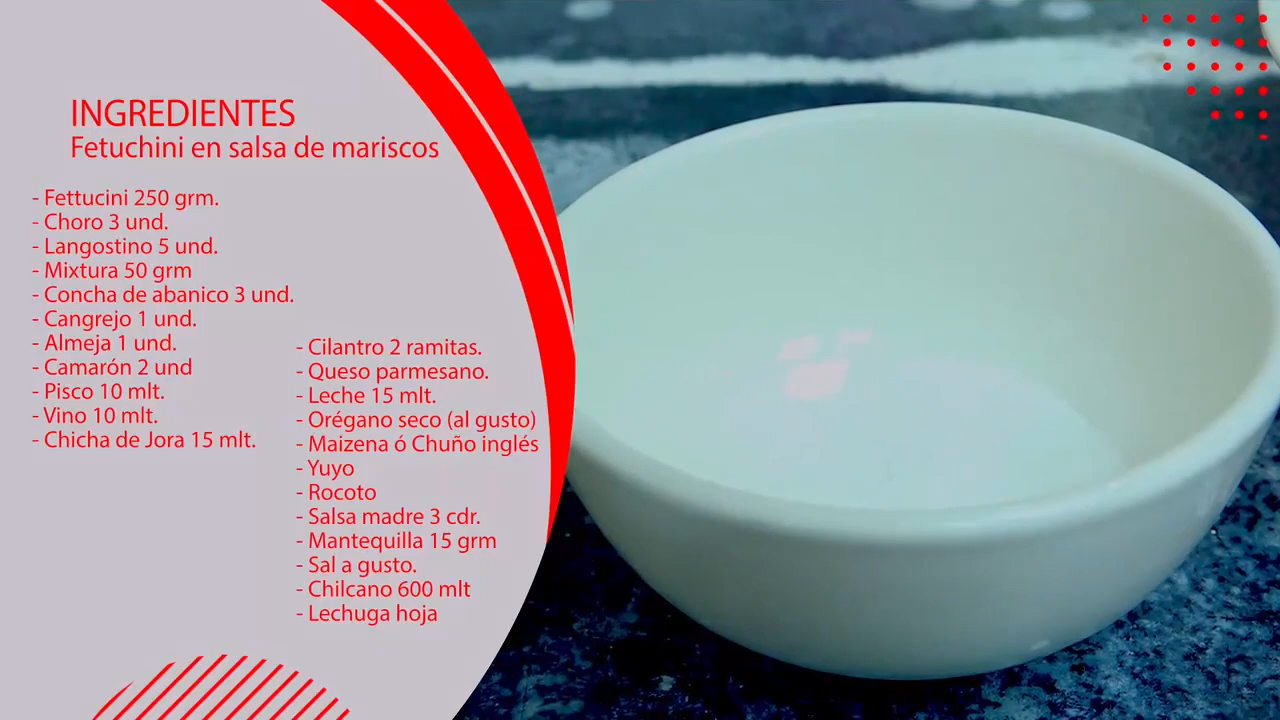 INGREDIENTES
Fetuchini en salsa de mariscos
- Fettucini 250 grm.
- Choro 3 und.
- Langostino 5 und.
- Mixtura 50 grm
- Concha de abanico 3 und.
- Cangrejo 1 und.
- Almeja 1 und.
- Camarón 2 und
- Pisco 10 mlt.
- Vino 10 mlt.
- Chicha de Jora 15 mlt.
- Cilantro 2 ramitas.
- Queso parmesano.
- Leche 15 mlt.
- Orégano seco (al gusto)
- Maizena ó Chuño inglés
- Yuyo
- Rocoto
- Salsa madre 3 cdr.
- Mantequilla 15 grm
- Sal a gusto.
- Chilcano 600 mlt
- Lechuga hoja